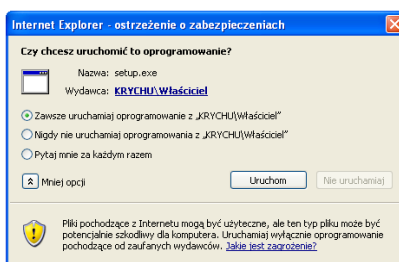 Internet Explorer - ostrzeżenie o zabezpieczeniach
Czy chcesz uruchomić to oprogramowanie?
Nazwa: setup.exe
Wydawca: KRYCHU\Właściciel
Zawsze uruchamiaj oprogramowanie z „KRYCHU\Właściciel”
Nigdy nie uruchamiaj oprogramowania z „KRYCHU\Właściciel”
Pytaj mnie za każdym razem
Mniej opcji
Uruchom
Nie uruchamiaj
Pliki pochodzące z Internetu mogą być użyteczne, ale ten typ pliku może być
potencjalnie szkodliwy dla komputera. Uruchamiaj wyłącznie oprogramowanie
pochodzące od zaufanych wydawców. Jakie jest zagrożenie?